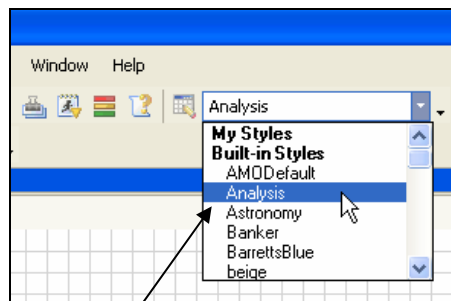 Window Help
Analysis
My Styles
Built-in Styles
AMODefault
Analysis
Astronomy
Banker
BarrettsBlue
beige